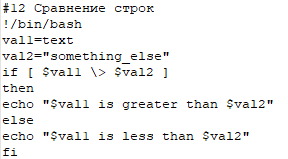 #12 Сравнение строк
!/bin/bash
val1=text
val2="something_else"
if [ $val1 \> $val2 ]
then
echo "$val1 is greater than $val2"
else
echo "$val1 is less than $val2"
fi